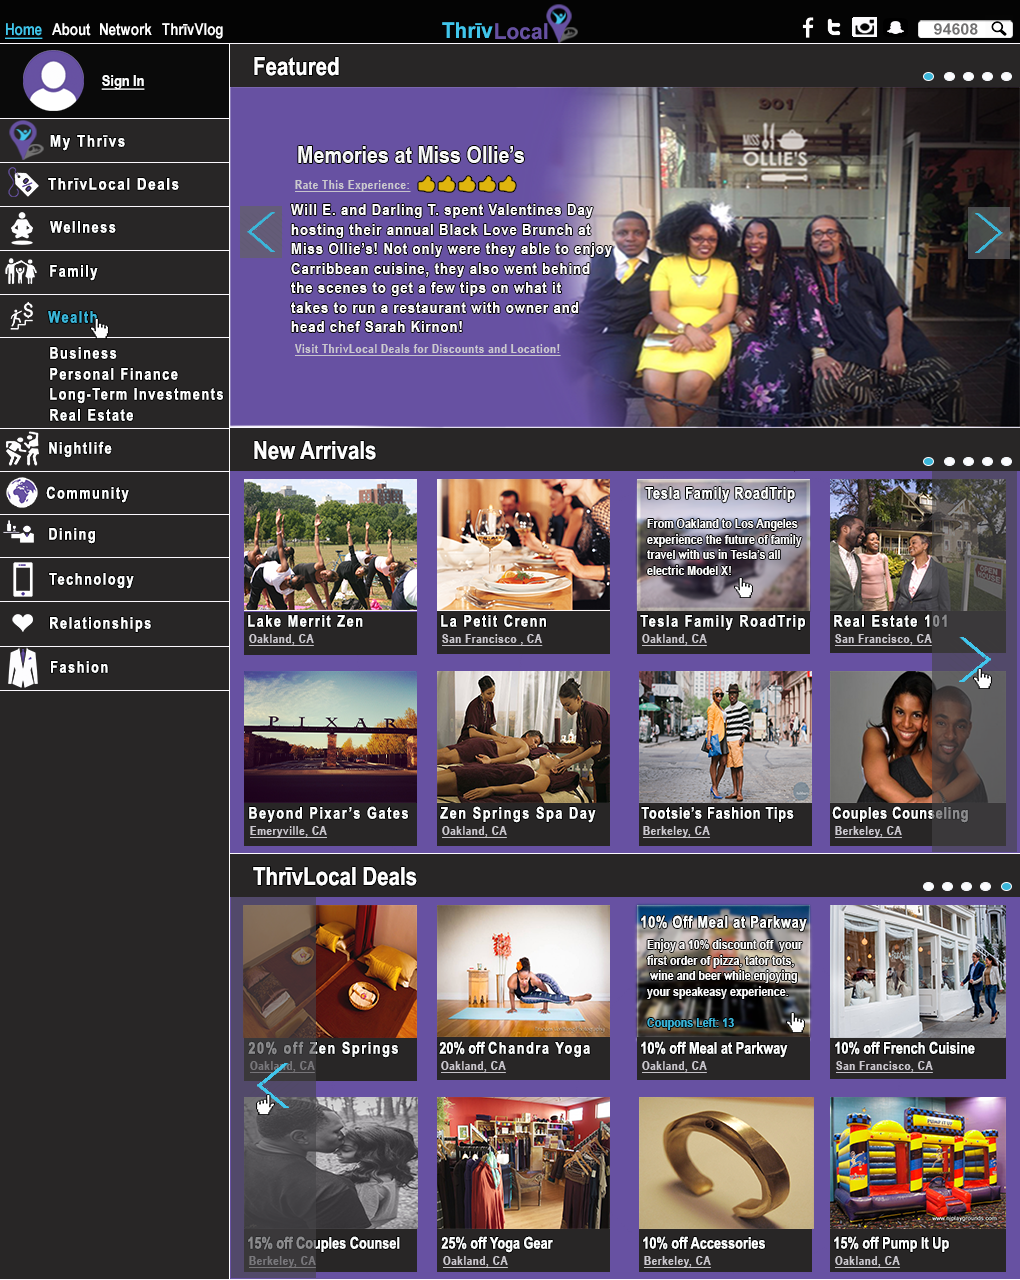 Home About Network ThrīvVlog
ThrīvLocal
94608
Sign In
My Thrīvs
ThrīvLocal Deals
Wellness
Family
Wealth
Business
Personal Finance
Long-Term Investments
Real Estate
Nightlife
Community
Dining
Technology
Relationships
Fashion
Featured
901
MISS
OLLIE'S
Memories at Miss Ollie's
Rate This Experience:
Will E. and Darling T. spent Valentines Day
hosting their annual Black Love Brunch at
Miss Ollie's! Not only were they able to enjoy
Carribbean cuisine, they also went behind
the scenes to get a few tips on what it
takes to run a restaurant with owner and
head chef Sarah Kirnon!
Visit ThrivLocal Deals for Discounts and Location!
New Arrivals
Lake Merrit Zen
Oakland, CA
La Petit Crenn
San Francisco , CA
Tesla Family RoadTrip
From Oakland to Los Angeles
experience the future of family
travel with us in Tesla's all
electric Model X!
Tesla Family RoadTrip
Oakland, CA
OPEN
HOUSE
Real Estate 101
San Francisco, CA
PIXAR
Beyond Pixar's Gates
Emeryville, CA
Zen Springs Spa Day
Oakland, CA
Tootsie's Fashion Tips
Berkeley, CA
Couples Counseling
Berkeley, CA
ThrīvLocal Deals
20% off Zen Springs
Oakland, CA
20% off Chandra Yoga
Oakland, CA
10% Off Meal at Parkway
Enjoy a 10% discount off your
first order of pizza, tator tots,
wine and beer while enjoying
your speakeasy experience.
Coupons Left: 13
10% off Meal at Parkway
Oakland, CA
10% off French Cuisine
San Francisco, CA
15% off Couples Counsel
Berkeley, CA
25% off Yoga Gear
Oakland, CA
10% off Accessories
Berkeley, CA
PUMP IT UP
www.njplaygrounds.com
15% off Pump It Up
Oakland, CA